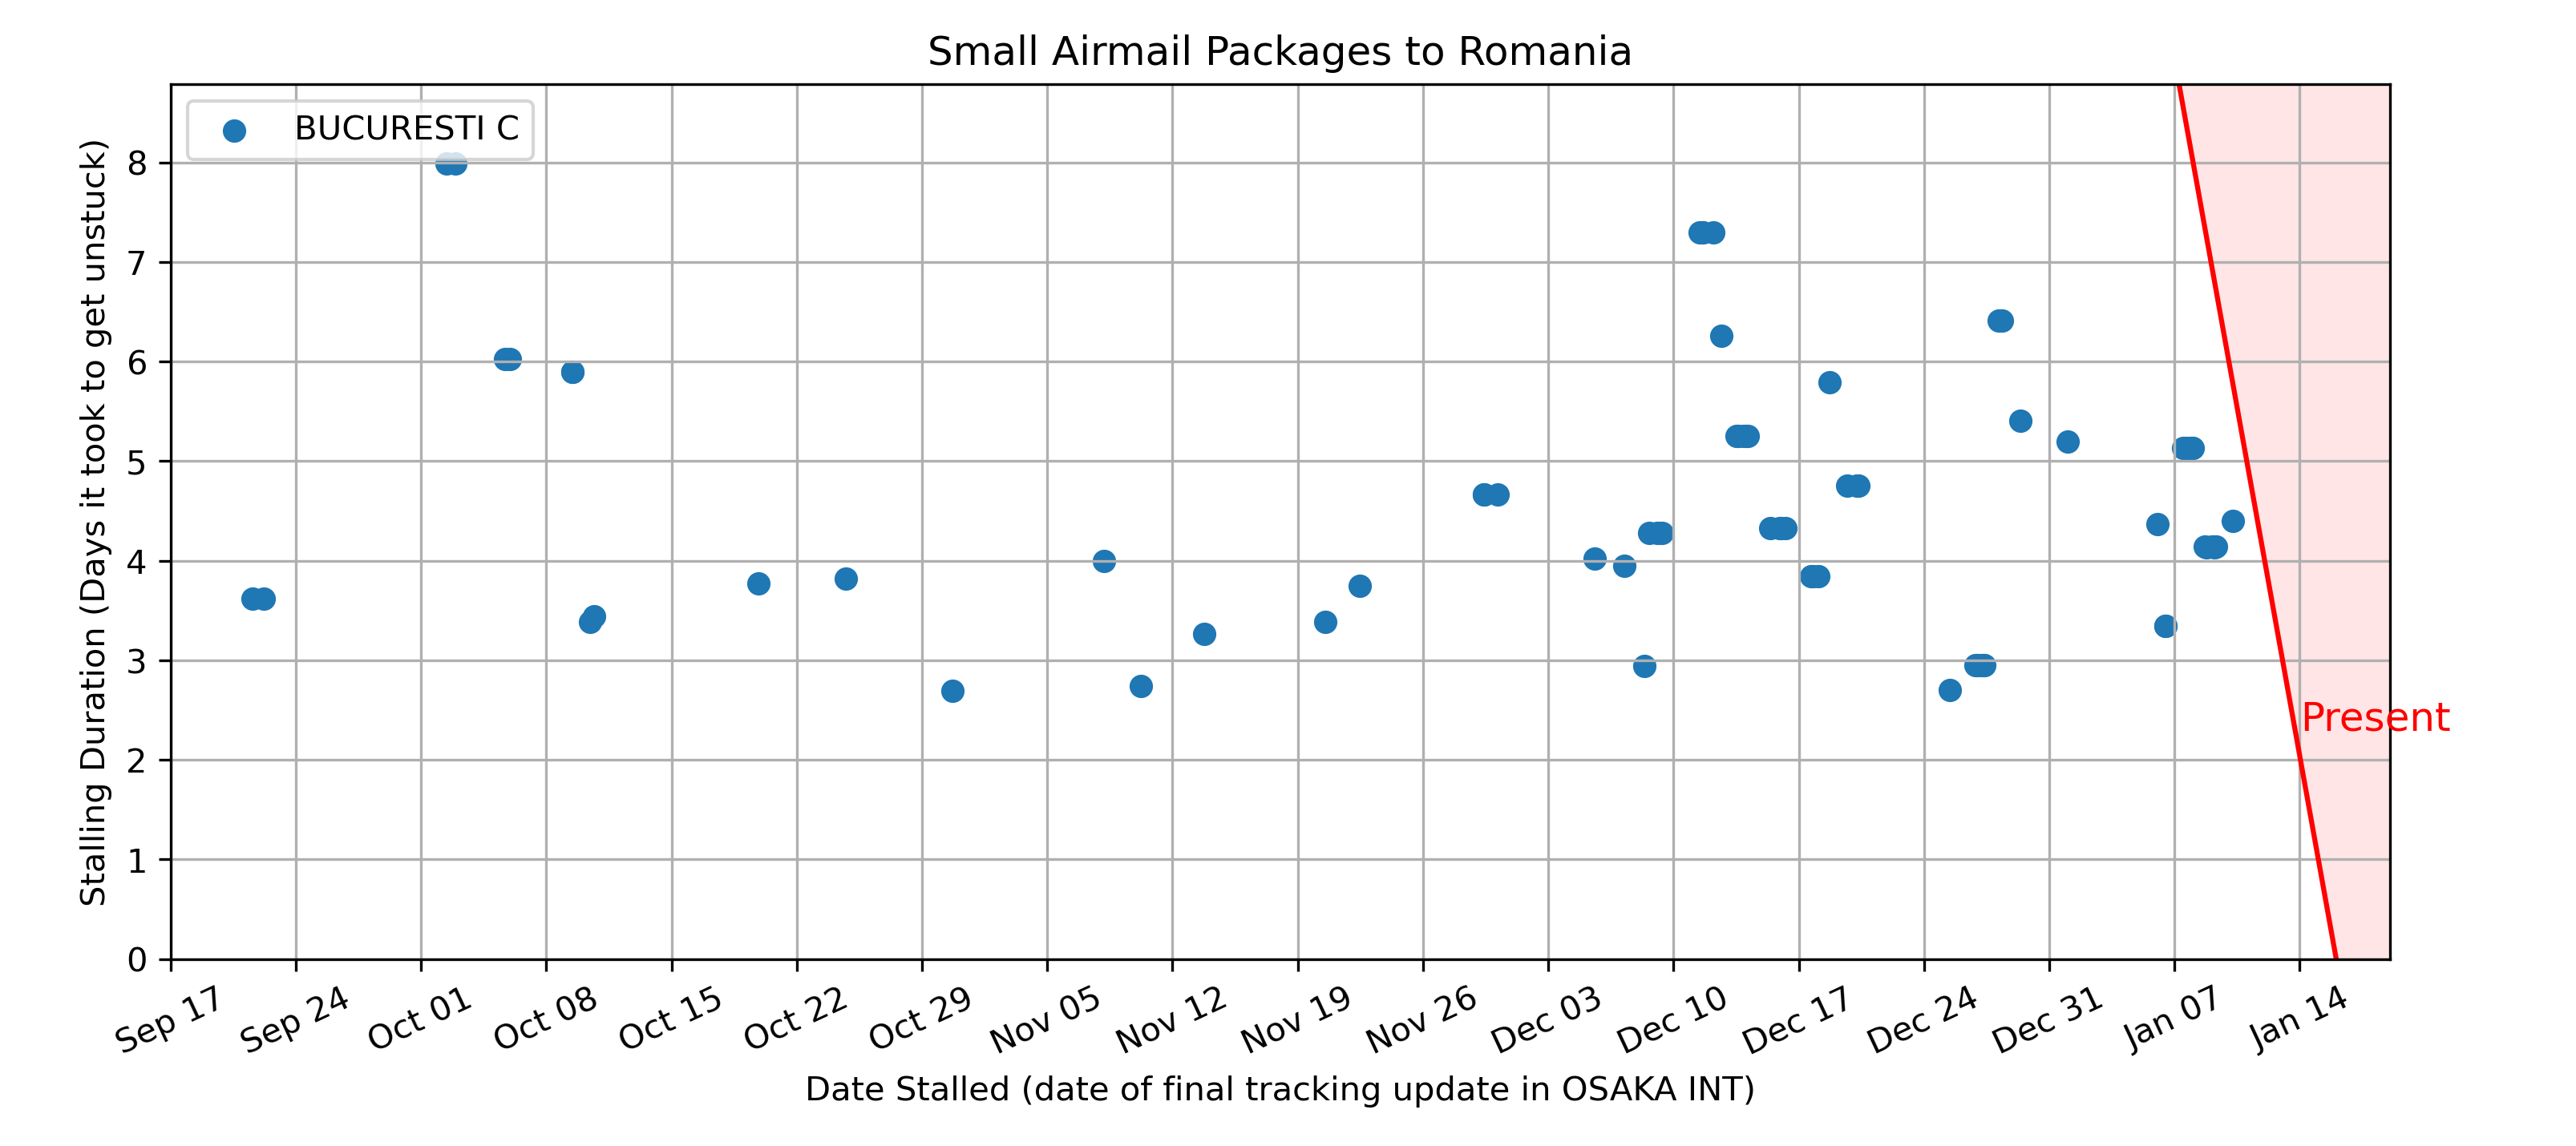 Small Airmail Packages to Romania
BUCURESTI C
Stalling Duration (Days it took to get unstuck)
8
7
6
5
4
3
2
1
0
Present
Sep 17 Sep 24 Oct 01 Oct 08 Oct 15 Oct 22 Oct 29 Nov 05 Nov 12 Nov 19 Nov 26 Dec 03 Dec 10 Dec 17 Dec 24 Dec 31 Jan 07 Jan 14
Date Stalled (date of final tracking update in OSAKA INT)